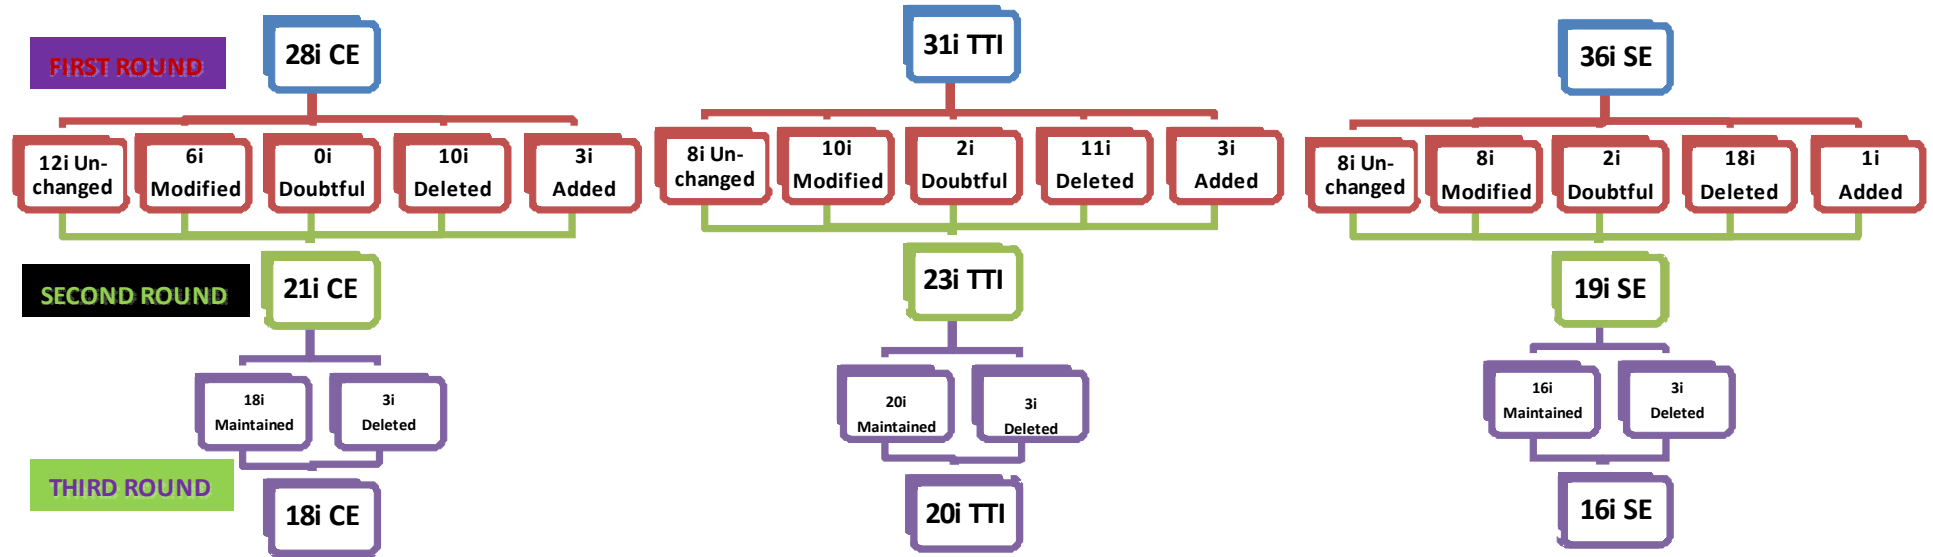 FIRST ROUND
28i CE
31i TTI
36i SE
12i Un-
changed
6i
Modified
0i
Doubtful
10i
Deleted
3i
Added
8i Un-
changed
10i
Modified
2i
Doubtful
11i
Deleted
3i
Added
8i Un-
changed
8i
Modified
2i
Doubtful
18i
Deleted
1i
Added
SECOND ROUND
21i CE
23i TTI
19i SE
18i
Maintained
3i
Deleted
20i
Maintained
3i
Deleted
16i
Maintained
3i
Deleted
THIRD ROUND
18i CE
20i TTI
16i SE